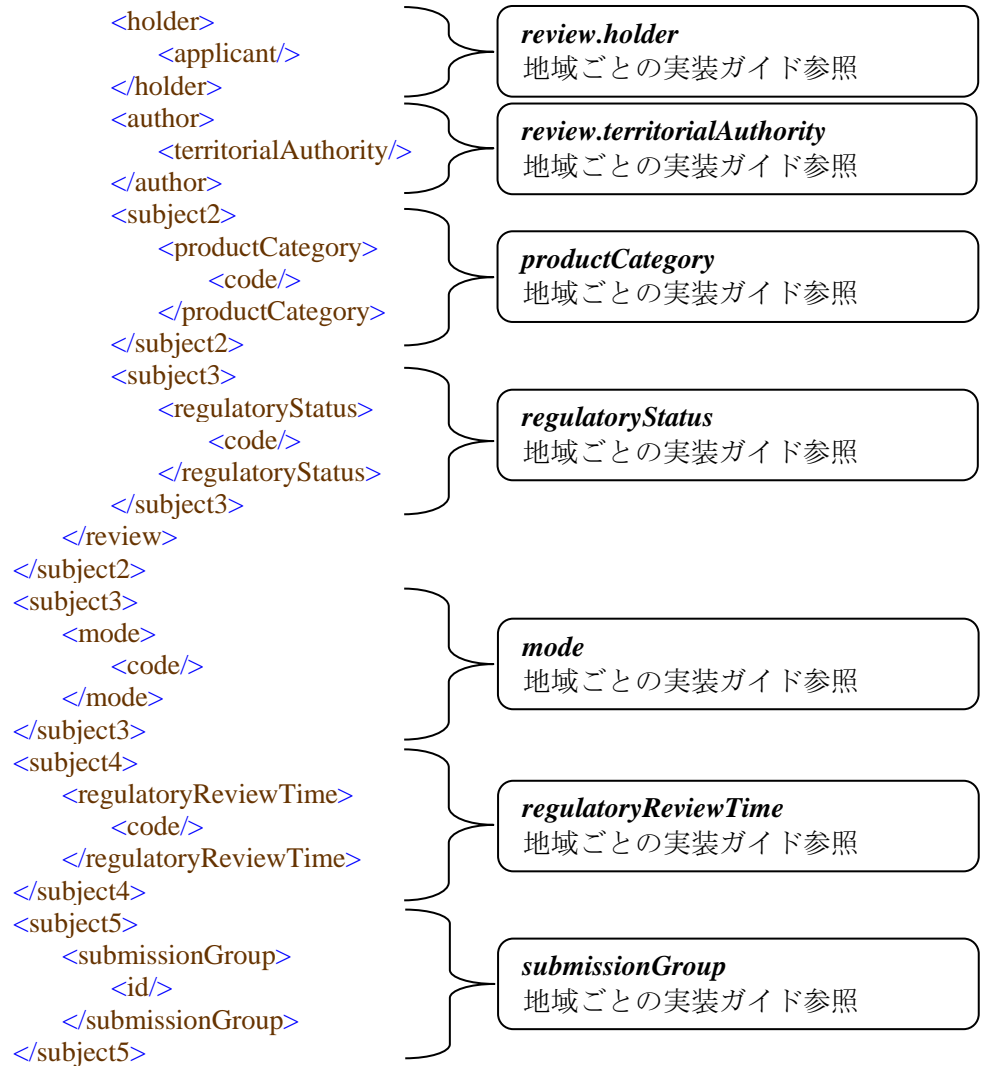 <holder>
<applicant/>
</holder>
review.holder
地域ごとの実装ガイド参照
<author>
<territorialAuthority/>
</author>
review.territorialAuthority
地域ごとの実装ガイド参照
<subject2>
<productCategory>
<code/>
</productCategory>
</subject2>
productCategory
地域ごとの実装ガイド参照
<subject3>
<regulatoryStatus>
<code/>
</regulatoryStatus>
</subject3>
regulatoryStatus
地域ごとの実装ガイド参照
</review>
</subject2>
<subject3>
<mode>
<code/>
</mode>
</subject3>
mode
地域ごとの実装ガイド参照
<subject4>
<regulatoryReviewTime>
<code/>
</regulatoryReviewTime>
</subject4>
regulatoryReviewTime
地域ごとの実装ガイド参照
<subject5>
<submissionGroup>
<id/>
</submissionGroup>
</subject5>
submissionGroup
地域ごとの実装ガイド参照